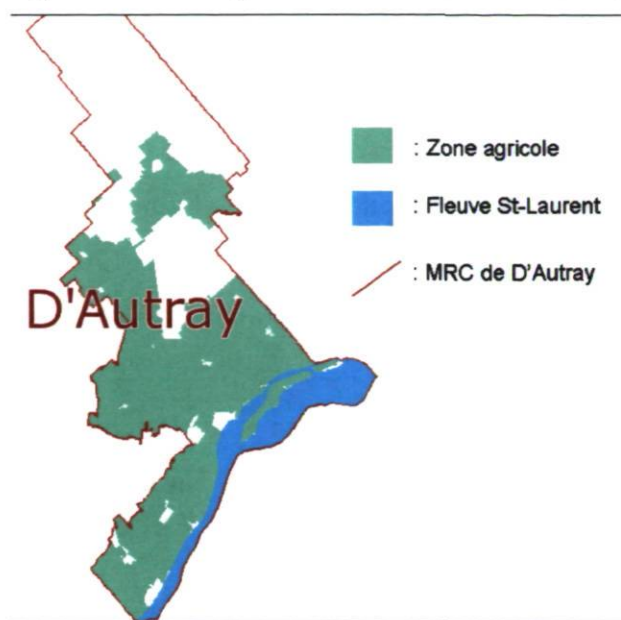 : Zone agricole
: Fleuve St-Laurent
: MRC de D'Autray
D'Autray